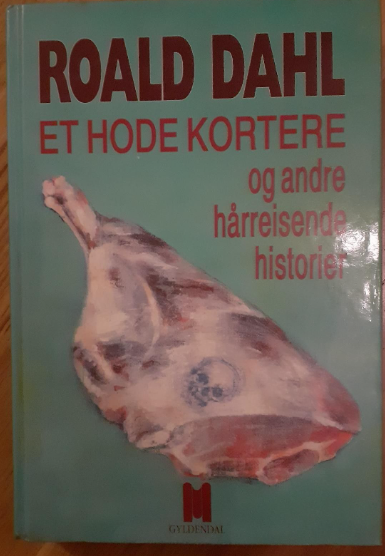 ROALD DAHL
ET HODE KORTERE
og andre
hårreisende
historier
M
GYLDENDAL